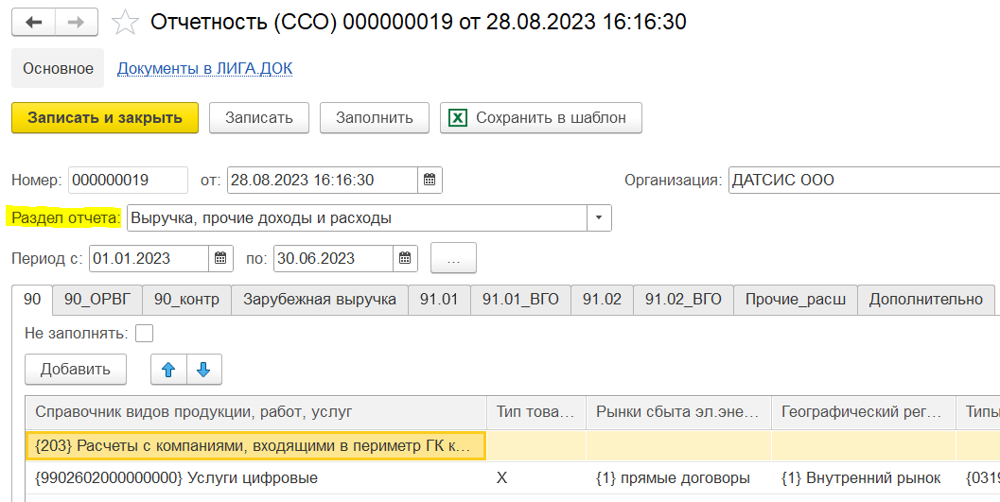 Отчетность (ССО) 000000019 от 28.08.2023 16:16:30
Основное Документы в ЛИГА.ДОК
Записать и закрыть Записать Заполнить Сохранить в шаблон
Номер: 000000019 от: 28.08.2023 16:16:30 Организация: ДАТСИС ООО
Раздел отчета: Выручка, прочие доходы и расходы
Период с: 01.01.2023 по: 30.06.2023 ...
90 90_ОРВГ 90_контр Зарубежная выручка 91.01 91.01_ВГО 91.02 91.02_ВГО Прочие_расш Дополнительно
Не заполнять:
Добавить
Справочник видов продукции, работ, услуг Тип това... Рынки сбыта эл.эне... Географический рег... Типы
{203} Расчеты с компаниями, входящими в периметр ГК к...
{9902602000000000} Услуги цифровые Х {1} прямые договоры {1} Внутренний рынок {0319